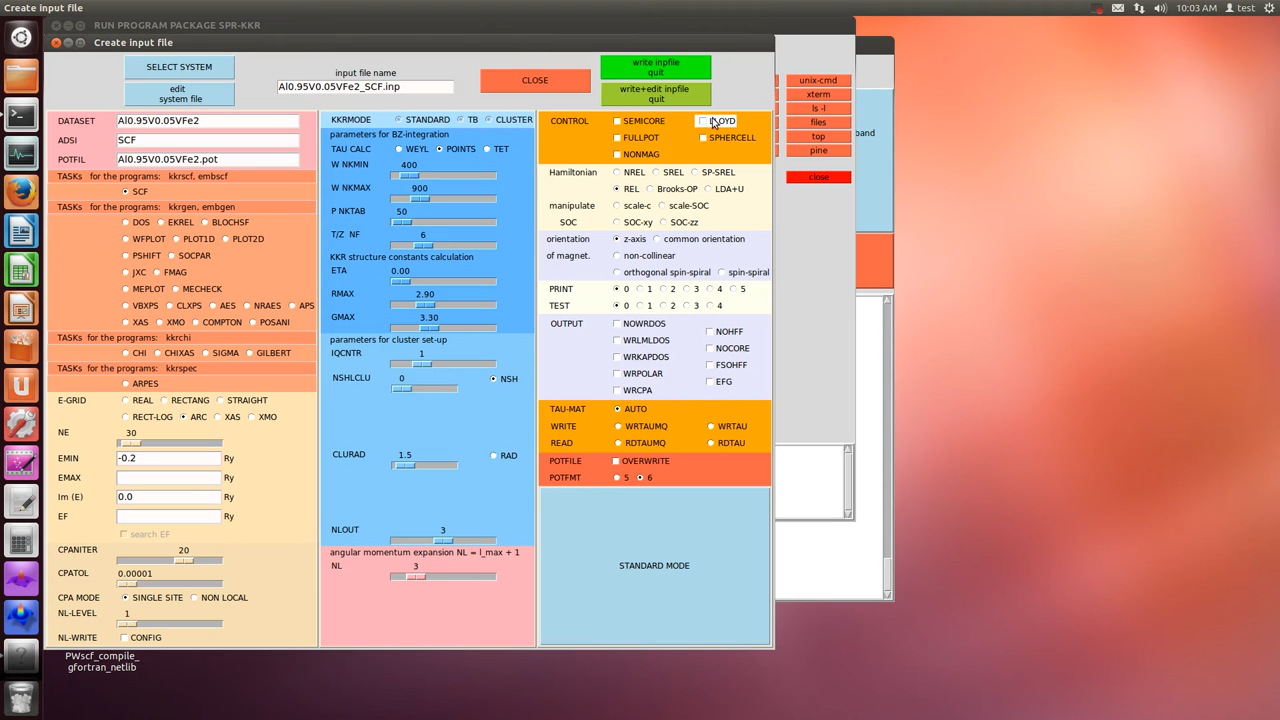 Create input file
10:03 AM
test
RUN PROGRAM PACKAGE SPR-KKR
Create input file
SELECT SYSTEM
edit
system file
input file name
Al0.95V0.05VFe2_SCF.inp
CLOSE
write inpfile
quit
write+edit inpfile
quit
DATASET
Al0.95V0.05VFe2
ADSI
SCF
POTFIL
Al0.95V0.05VFe2.pot
TASKs for the programs: kkrscf, embscf
SCF
TASKs for the programs: kkrgen, embgen
DOS EKREL BLOCHSF
WFPLOT PLOT1D PLOT2D
PSHIFT SOCPAR
JXC FMAG
MEPLOT MECHECK
VBXPS CLXPS AES NRAES APS
XAS XMO COMPTON POSANI
TASKs for the programs: kkrchi
CHI CHIXAS SIGMA GILBERT
TASKs for the programs: kkrspec
ARPES
E-GRID REAL RECTANG STRAIGHT
RECT-LOG ARC XAS XMO
NE 30
EMIN -0.2 Ry
EMAX Ry
Im (E) 0.0 Ry
EF Ry
search EF
CPANITER 20
CPATOL 0.00001
CPA MODE SINGLE SITE NON LOCAL
NL-LEVEL 1
NL-WRITE CONFIG
KKRMODE STANDARD TB CLUSTER
parameters for BZ-integration
TAU CALC WEYL POINTS TET
W NKMIN 400
W NKMAX 900
P NKTAB 50
T/Z NF 6
KKR structure constants calculation
ETA 0.00
RMAX 2.90
GMAX 3.30
parameters for cluster set-up
IQCNTR 1
NSHLCLU 0 NSH
CLURAD 1.5 RAD
NLOUT 3
angular momentum expansion NL = l_max + 1
NL 3
CONTROL SEMICORE
FULLPOT SPHERCELL
NONMAG
Hamiltonian NREL SREL SP-SREL
REL Brooks-OP LDA+U
manipulate scale-c scale-SOC
SOC SOC-xy SOC-zz
orientation z-axis common orientation
of magnet. non-collinear
orthogonal spin-spiral spin-spiral
PRINT 0 1 2 3 4 5
TEST 0 1 2 3 4
OUTPUT NOWRDOS NOHFF
WRLMLDOS NOCORE
WRKAPDOS FSOHFF
WRPOLAR EFG
WRCPA
TAU-MAT AUTO
WRITE WRTAUMQ WRTAU
READ RDTAUMQ RDTAU
POTFILE OVERWRITE
POTFMT 5 6
STANDARD MODE
unix-cmd
xterm
ls -l
files
top
pine
close
band
PWscf_compile_
gfortran_netlib